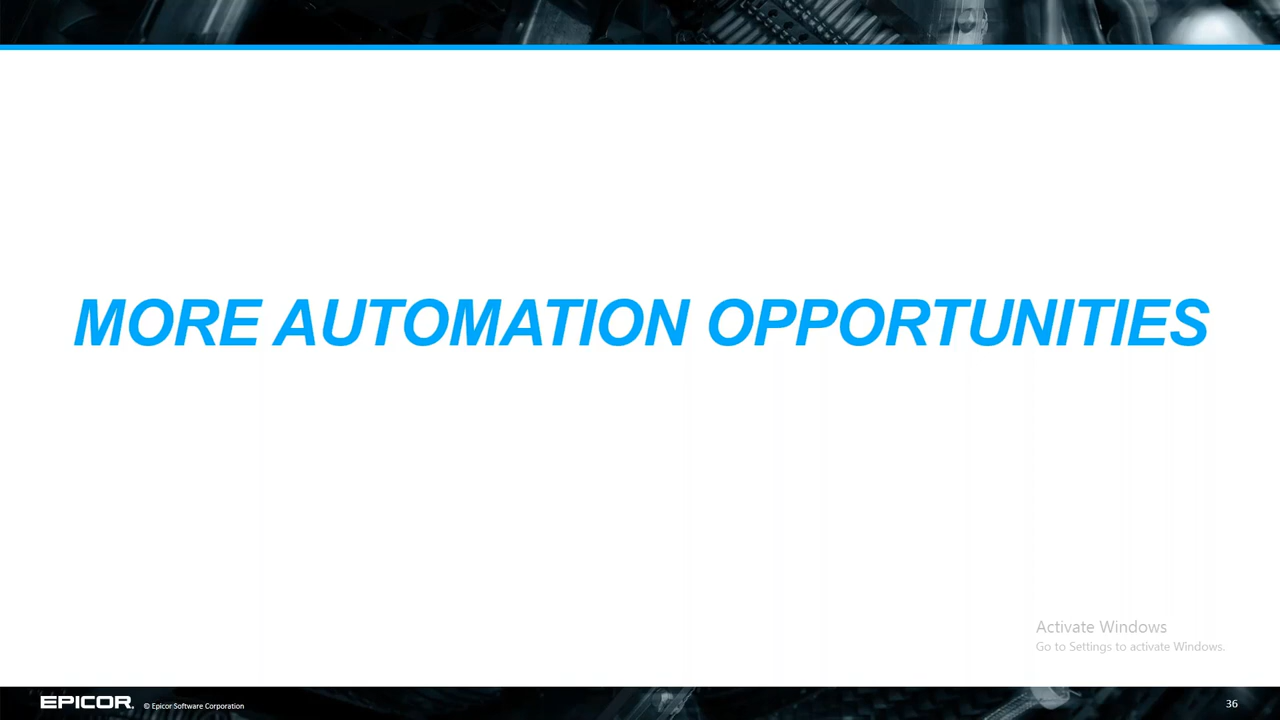 MORE AUTOMATION OPPORTUNITIES
Activate Windows
Go to Settings to activate Windows.
EPICOR. © Epicor Software Corporation
36